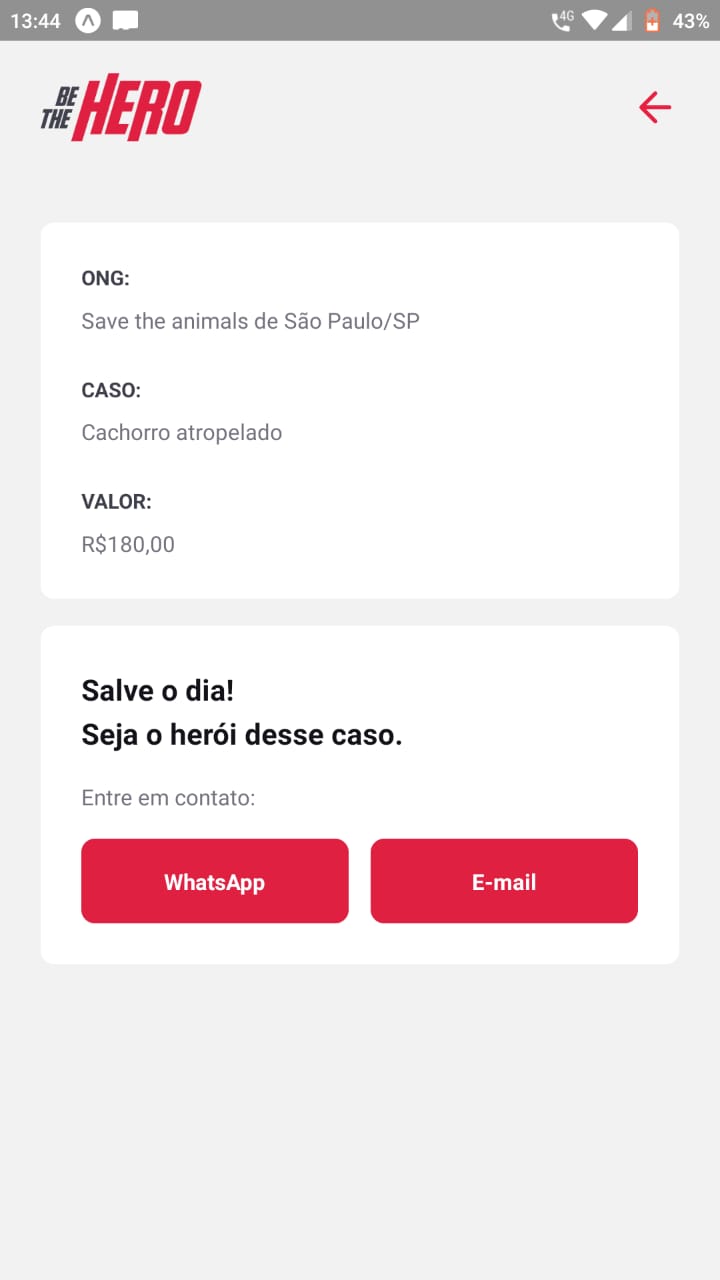 13:44
4G
43%
BE
THE HERO
ONG:
Save the animals de São Paulo/SP
CASO:
Cachorro atropelado
VALOR:
R$180,00
Salve o dia!
Seja o herói desse caso.
Entre em contato:
WhatsApp
E-mail